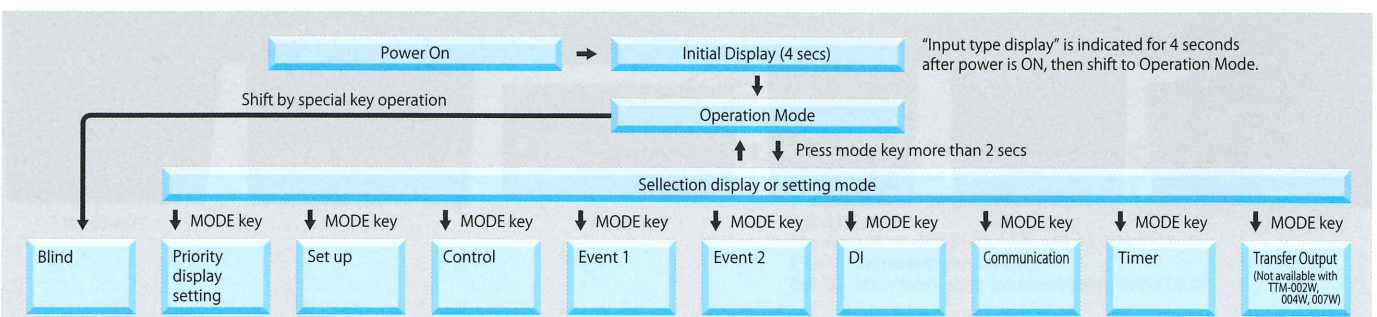 Power On
Initial Display (4 secs)
"Input type display" is indicated for 4 seconds
after power is ON, then shift to Operation Mode.
Shift by special key operation
Operation Mode
Press mode key more than 2 secs
Sellection display or setting mode
MODE key
MODE key
MODE key
MODE key
MODE key
MODE key
MODE key
MODE key
MODE key
Blind
Priority
display
setting
Set up
Control
Event 1
Event 2
DI
Communication
Timer
Transfer Output
(Not available with
TTM-002W,
004W, 007W)